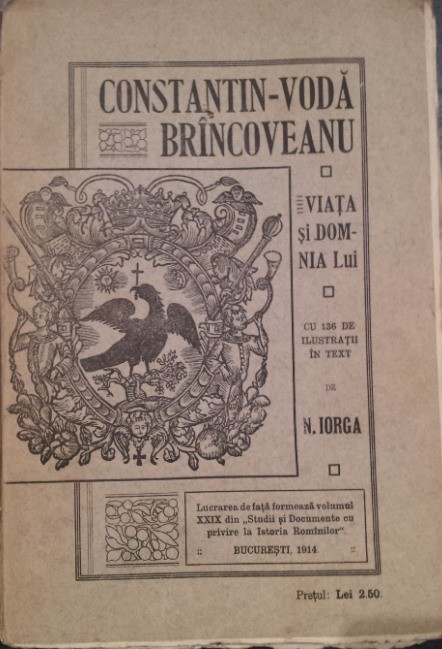 CONSTANTIN-VODĂ
BRÎNCOVEANU
VIAȚA
ȘI DOM-
NIA Lui
CU 136 DE
ILUSTRAȚII
ÎN TEXT
DE
N. IORGA
Lucrarea de față formează volumul
XXIX din „Studii și Documente cu
privire la Istoria Romînilor“.
:: BUCUREȘTI, 1914. ::
Prețul: Lei 2.50.